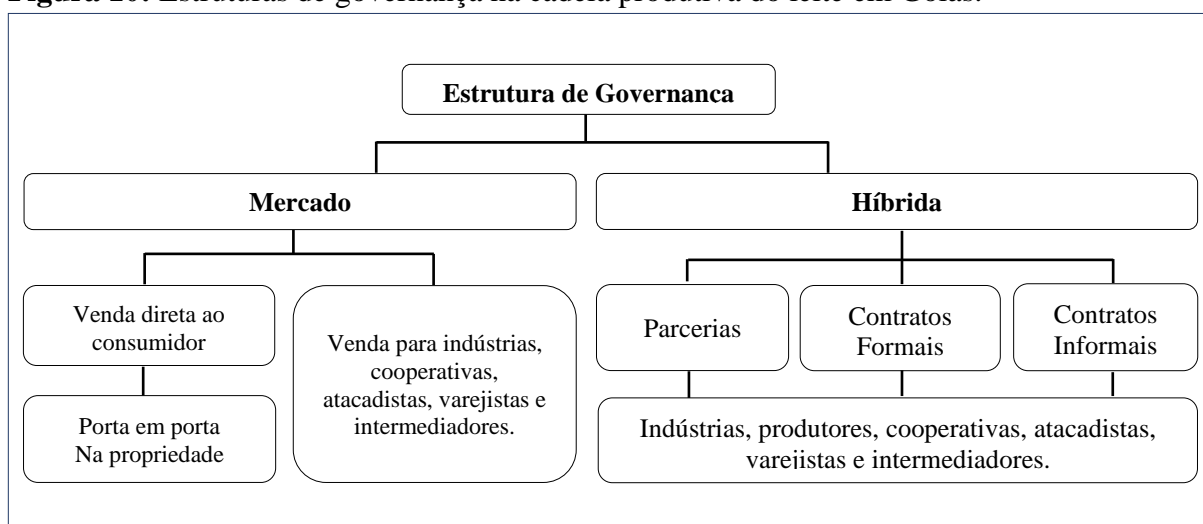 Estruturas de governança na cadeia produtiva do leite em Goiás.
Estrutura de Governanca
Mercado
Híbrida
Venda direta ao
consumidor
Venda para indústrias,
cooperativas,
atacadistas, varejistas e
intermediadores.
Parcerias
Contratos
Formais
Contratos
Informais
Porta em porta
Na propriedade
Indústrias, produtores, cooperativas, atacadistas,
varejistas e intermediadores.